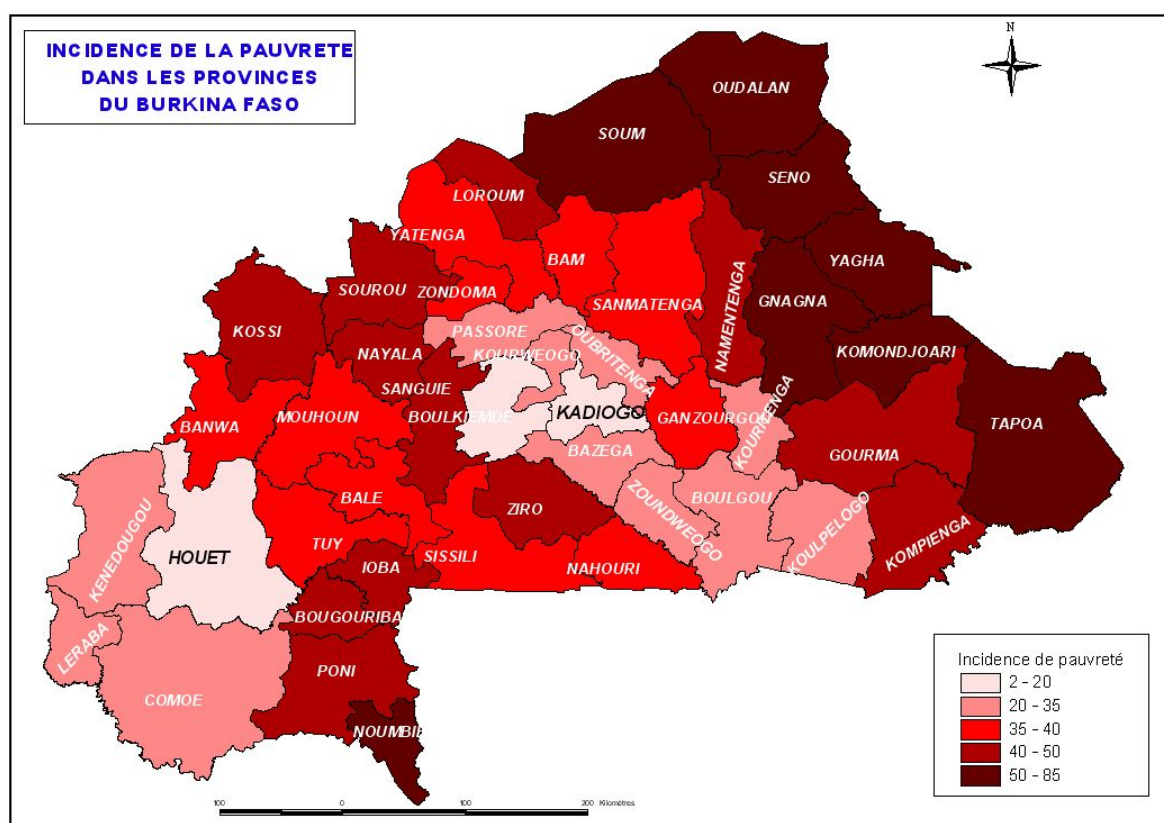 INCIDENCE DE LA PAUVRETE
DANS LES PROVINCES
DU BURKINA FASO
N
OUDALAN
SOUM
SENO
LOROUM
YATENGA
BAM
YAGHA
NAMENTENGA
GNAGNA
SOUROU
ZONDOMA
SANMATENGA
KOSSI
PASSORE
OUBRITENGA
NAYALA
KOURWEOGO
KOMONDJOARI
SANGUIE
KOURITENGA
BOULKIEMDE
KADIOGO
GANZOURGOU
MOUHOUN
BANWA
TAPOA
BAZEGA
GOURMA
BALE
BOULGOU
ZIRO
ZOUNDWEOGO
KOULPELOGO
KENEDOUGOU
KOMPIENGA
TUY
HOUET
SISSILI
IOBA
NAHOURI
BOUGOURIBA
LERABA
PONI
COMOE
NOUMBIE
Incidence de pauvreté
2 - 20
20 - 35
35 - 40
40 - 50
50 - 85
100 0 100 200 Kilomètres